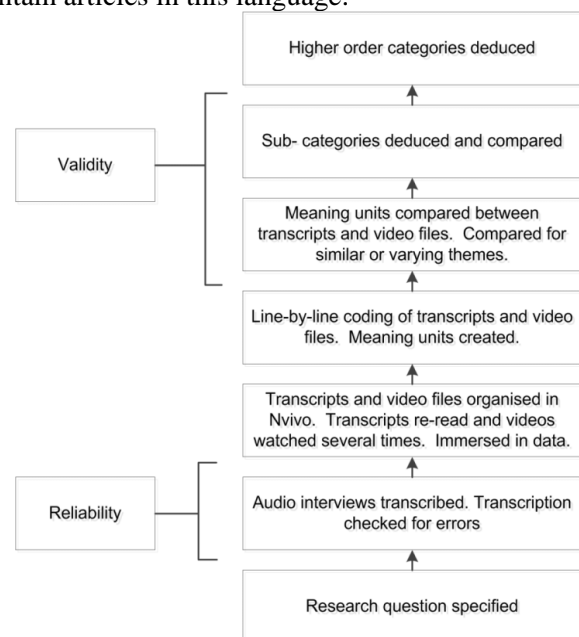 ntain articles in this language.
Higher order categories deduced
Sub- categories deduced and compared
Validity
Meaning units compared between
transcripts and video files. Compared for
similar or varying themes.
Line-by-line coding of transcripts and video
files. Meaning units created.
Transcripts and video files organised in
Nvivo. Transcripts re-read and videos
watched several times. Immersed in data.
Reliability
Audio interviews transcribed. Transcription
checked for errors
Research question specified